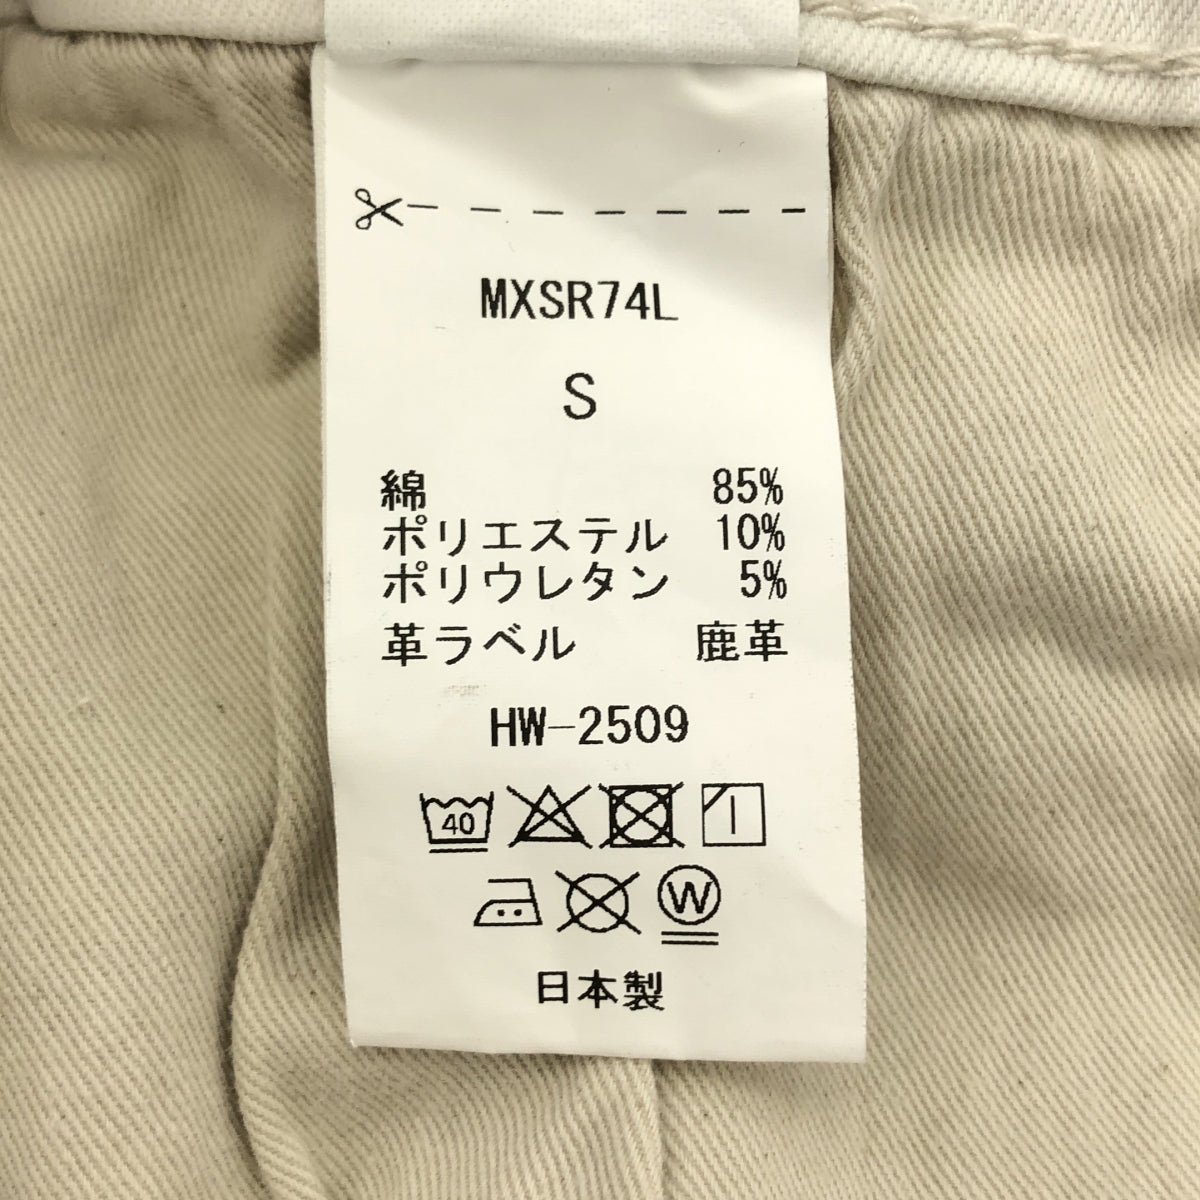 MXSR74L
S
綿 85%
ポリエステル 10%
ポリウレタン 5%
革ラベル 鹿革
HW-2509
40
W
日本製